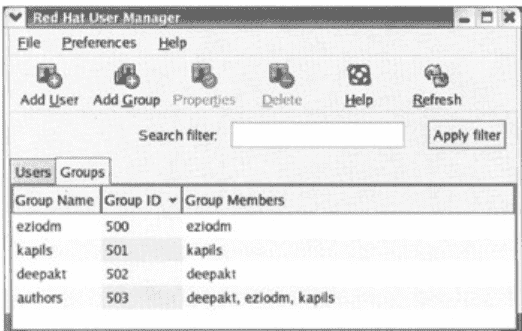 Red Hat User Manager
File Preferences Help
Add User Add Group Properties Delete Help Refresh
Search filter: Apply filter
Users Groups
Group Name Group ID Group Members
eziodm 500 eziodm
kapils 501 kapils
deepakt 502 deepakt
authors 503 deepakt, eziodm, kapils